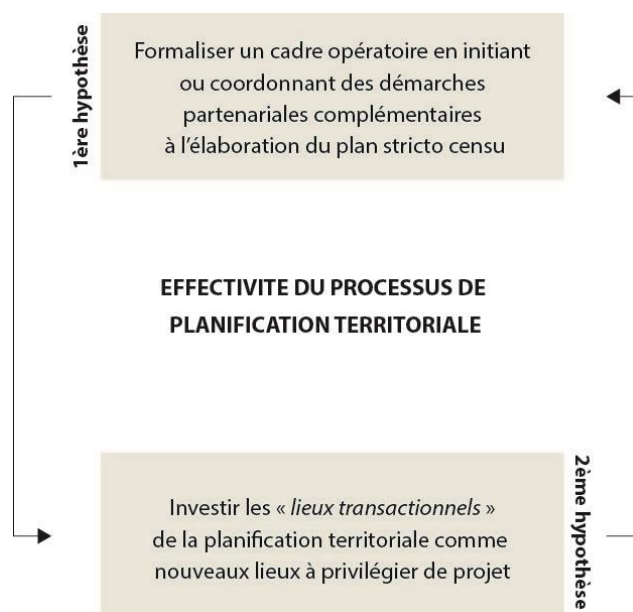 1ère hypothèse
Formaliser un cadre opératoire en initiant
ou coordonnant des démarches
partenariales complémentaires
à l’élaboration du plan stricto censu
EFFECTIVITE DU PROCESSUS DE
PLANIFICATION TERRITORIALE
Investir les « lieux transactionnels »
de la planification territoriale comme
nouveaux lieux à privilégier de projet
2ème hypothèse